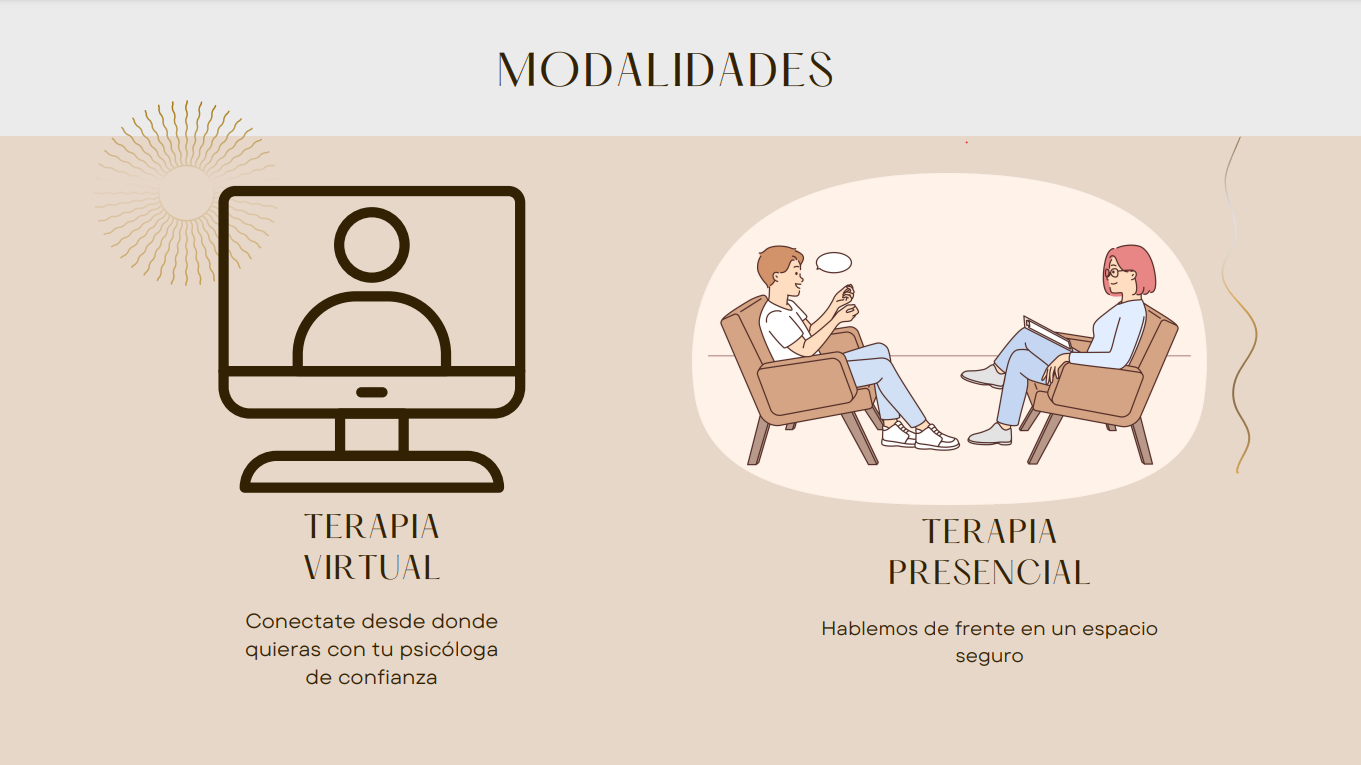 MODALIDADES
TERAPIA
VIRTUAL
Conectate desde donde
quieras con tu psicóloga
de confianza
TERAPIA
PRESENCIAL
Hablemos de frente en un espacio
seguro